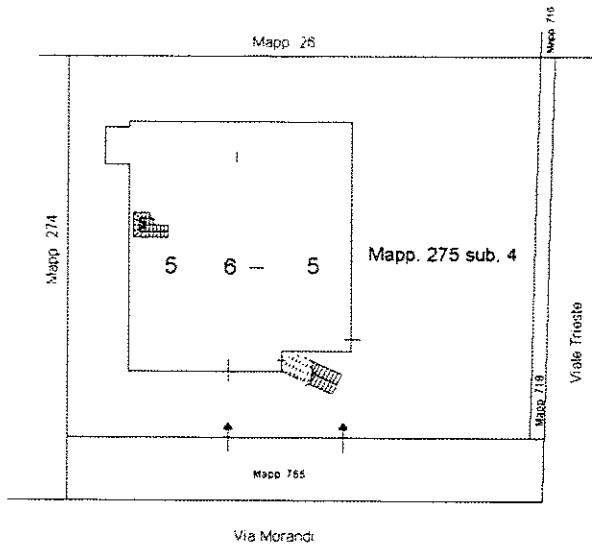 Mapp. 26
Mapp. 716
Mapp. 274
5 6 — 5
Mapp. 275 sub. 4
Viale Trieste
Mapp. 719
Mapp. 765
Via Morandi